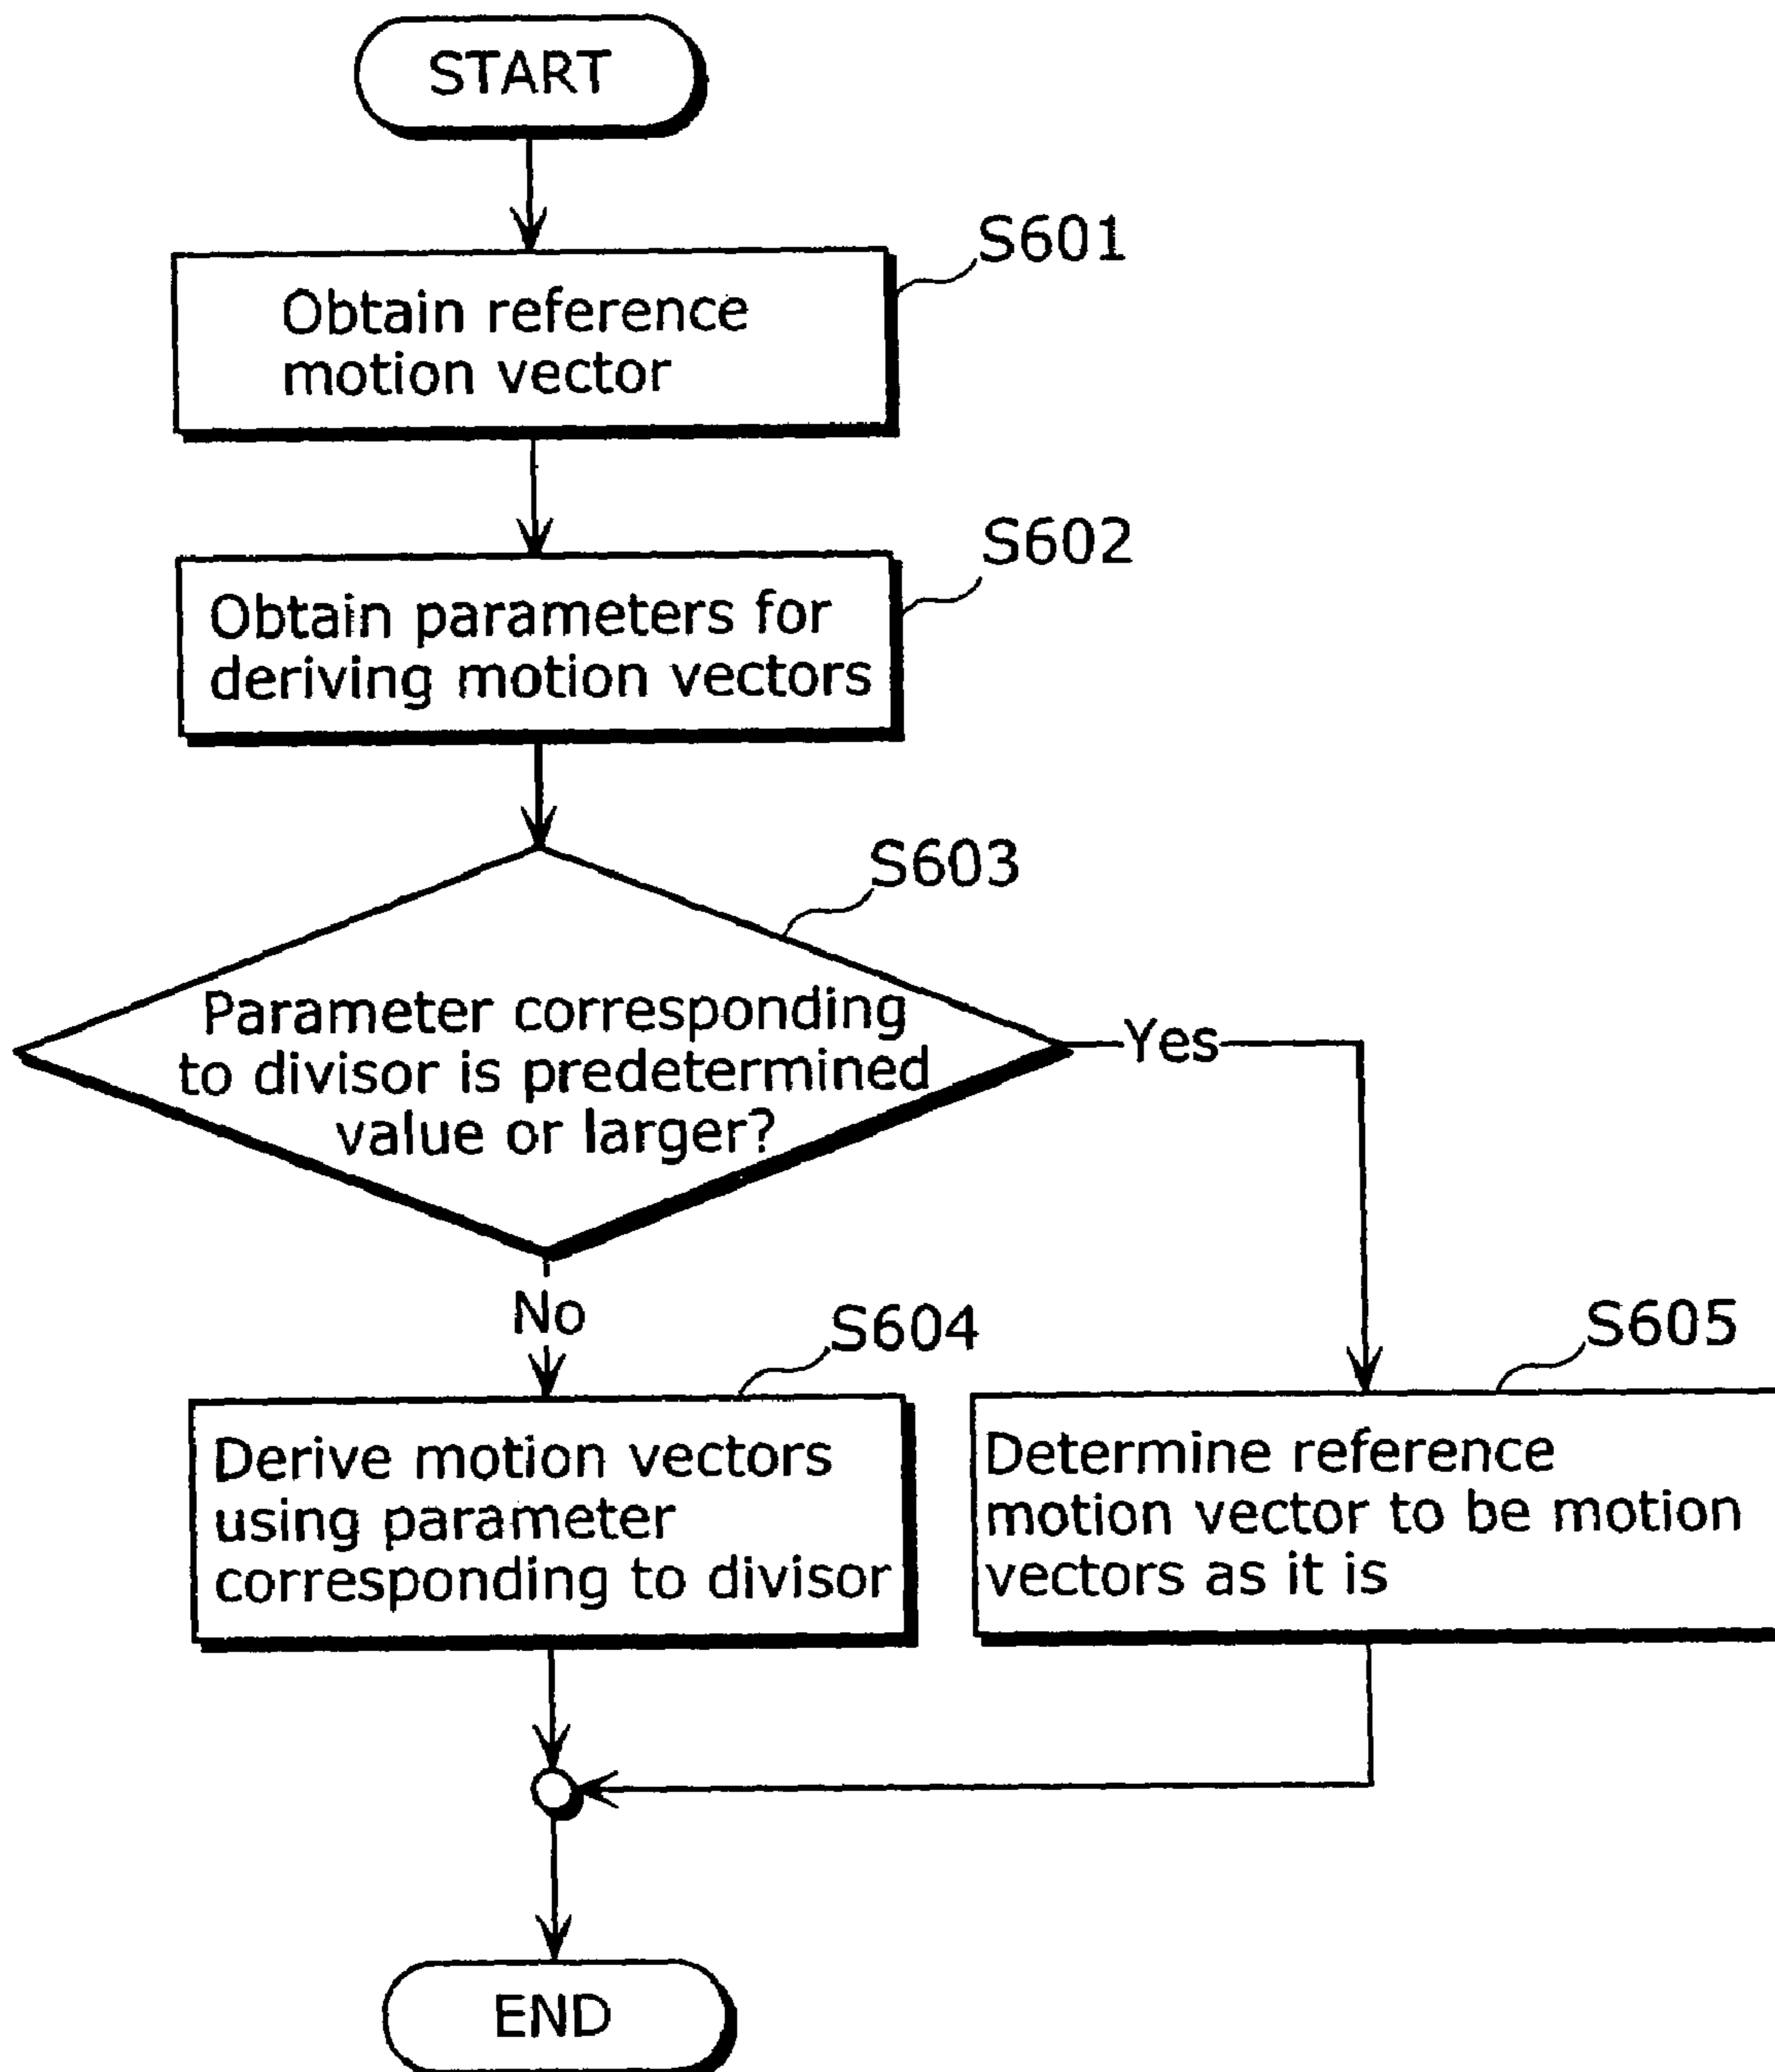 START
S601
Obtain reference
motion vector
S602
Obtain parameters for
deriving motion vectors
S603
Parameter corresponding
to divisor is predetermined
value or larger?
Yes
No
S604
Derive motion vectors
using parameter
corresponding to divisor
S605
Determine reference
motion vector to be motion
vectors as it is
END